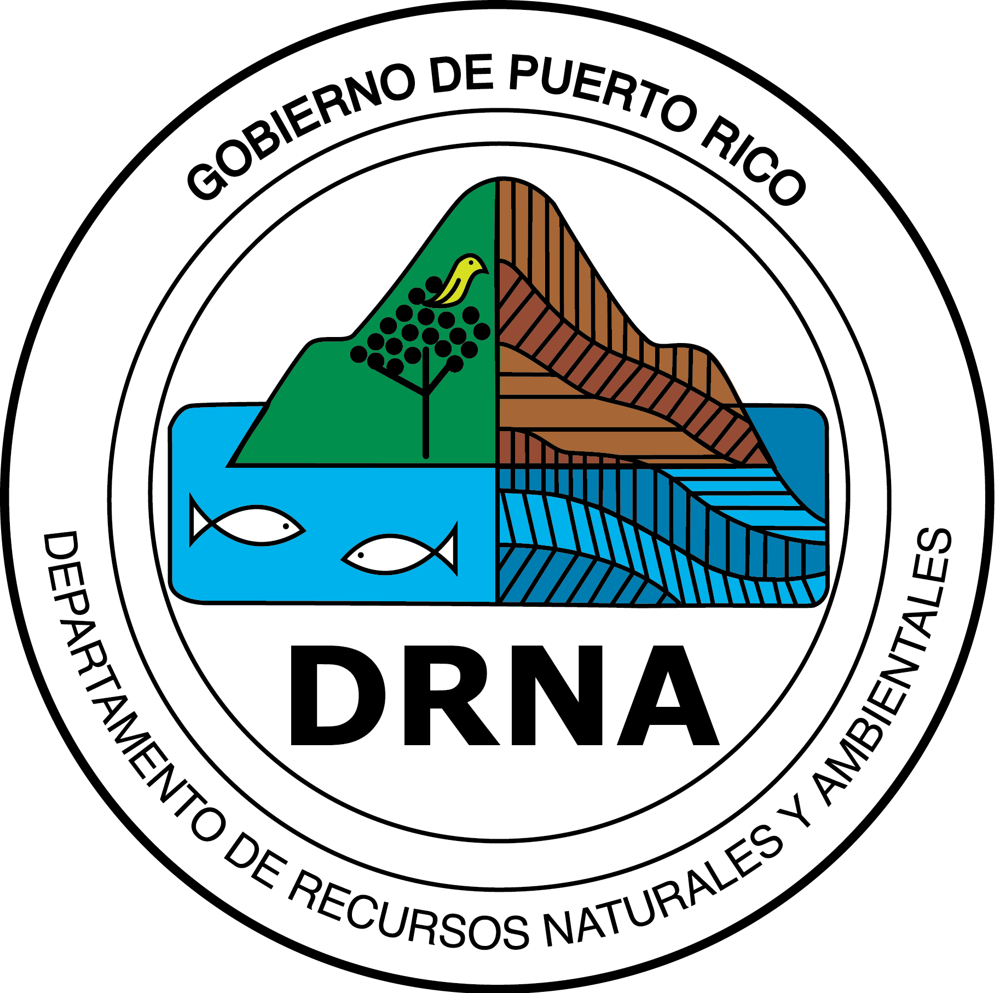 GOBIERNO DE PUERTO RICO
DRNA
DEPARTAMENTO DE RECURSOS NATURALES Y AMBIENTALES